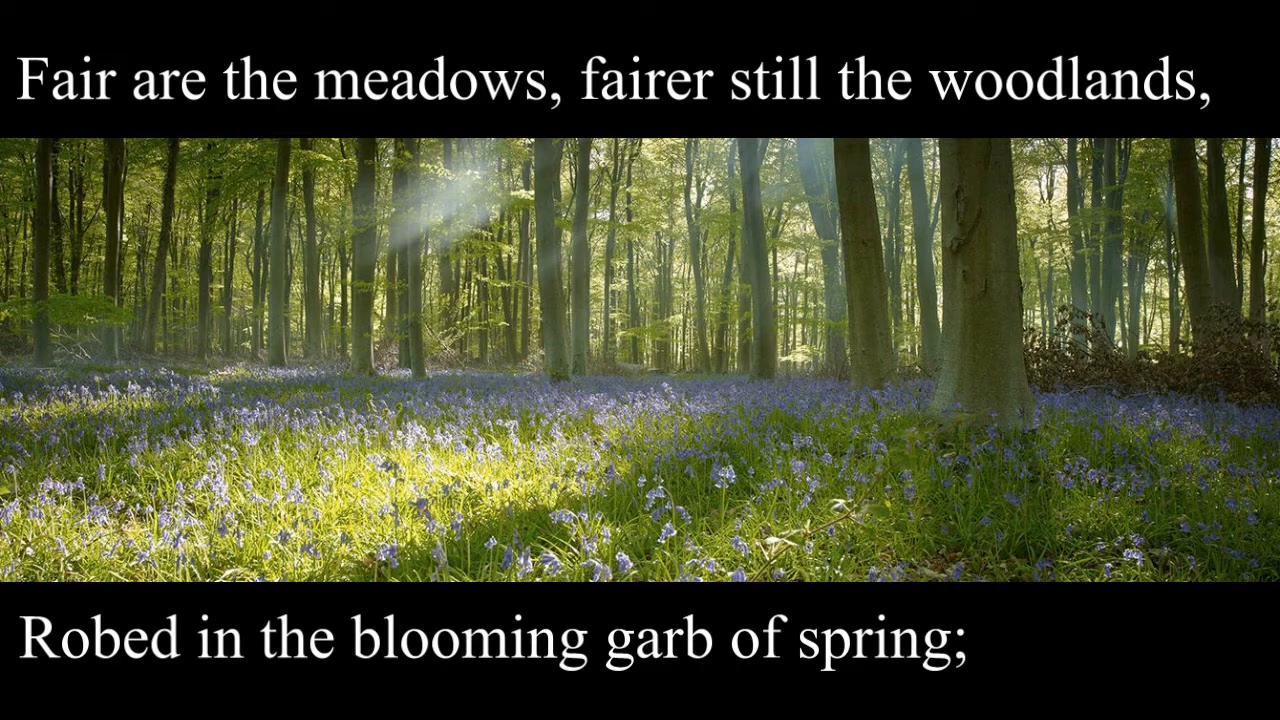 Fair are the meadows, fairer still the woodlands,
Robed in the blooming garb of spring;